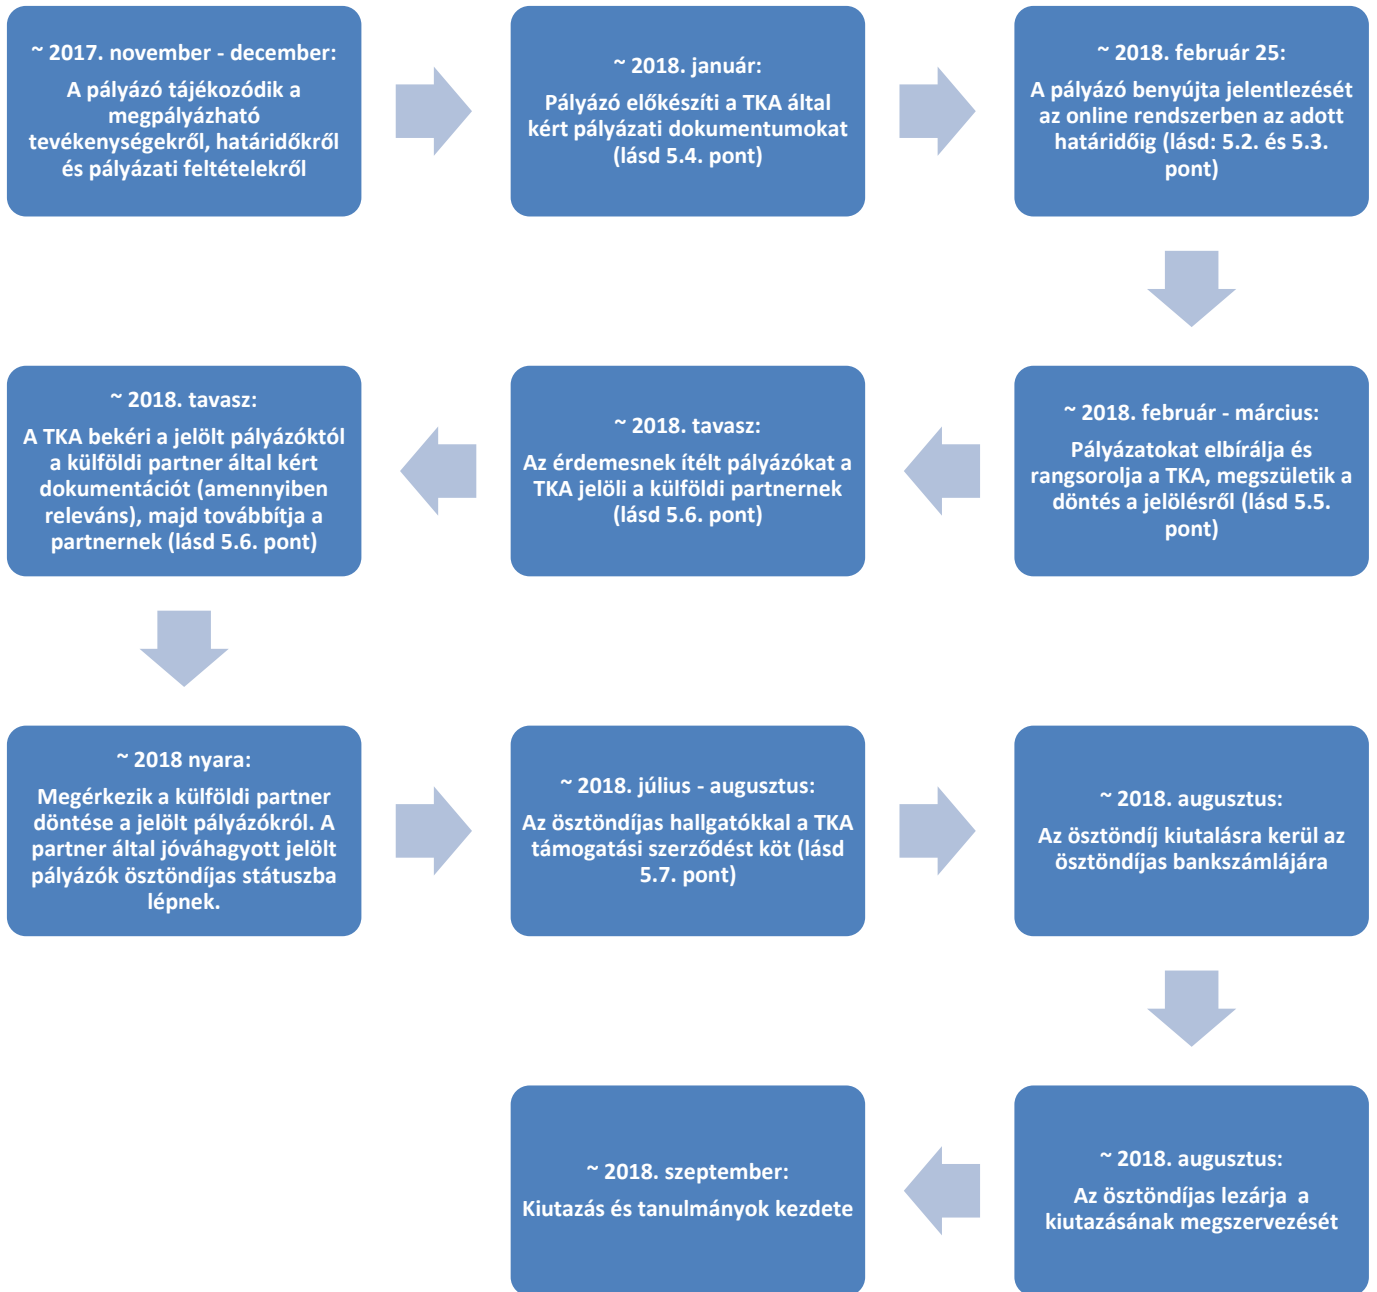 ~ 2017. november - december:
A pályázó tájékozódik a
megpályázható
tevékenységekről, határidőkről
és pályázati feltételekről
~ 2018. január:
Pályázó előkészíti a TKA által
kért pályázati dokumentumokat
(lásd 5.4. pont)
~ 2018. február 25:
A pályázó benyújta jelentlezését
az online rendszerben az adott
határidőig (lásd: 5.2. és 5.3.
pont)
~ 2018. február - március:
Pályázatokat elbírálja és
rangsorolja a TKA, megszületik a
döntés a jelölésről (lásd 5.5.
pont)
~ 2018. tavasz:
Az érdemesnek ítélt pályázókat a
TKA jelöli a külföldi partnernek
(lásd 5.6. pont)
~ 2018. tavasz:
A TKA bekéri a jelölt pályázóktól
a külföldi partner által kért
dokumentációt (amennyiben
releváns), majd továbbítja a
partnernek (lásd 5.6. pont)
~ 2018 nyara:
Megérkezik a külföldi partner
döntése a jelölt pályázókról. A
partner által jóváhagyott jelölt
pályázók ösztöndíjas státuszba
lépnek.
~ 2018. július - augusztus:
Az ösztöndíjas hallgatókkal a TKA
támogatási szerződést köt (lásd
5.7. pont)
~ 2018. augusztus:
Az ösztöndíj kiutalásra kerül az
ösztöndíjas bankszámlájára
~ 2018. augusztus:
Az ösztöndíjas lezárja  a
kiutazásának megszervezését
~ 2018. szeptember:
Kiutazás és tanulmányok kezdete